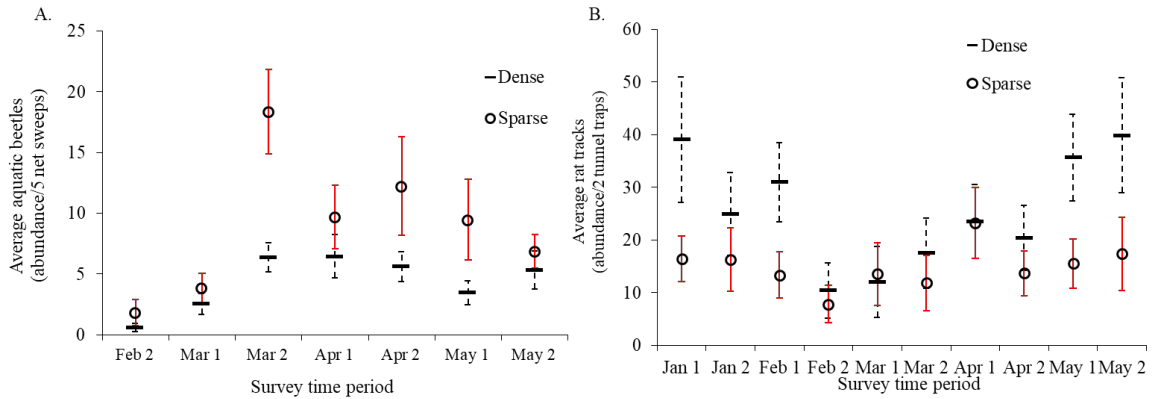 A.
Average aquatic beetles
(abundance/5 net sweeps)
25
20
15
10
5
0
Dense
Sparse
Feb 2 Mar 1 Mar 2 Apr 1 Apr 2 May 1 May 2
Survey time period
B.
Average rat tracks
(abundance/2 tunnel traps)
60
50
40
30
20
10
0
Dense
Sparse
Jan 1 Jan 2 Feb 1 Feb 2 Mar 1 Mar 2 Apr 1 Apr 2 May 1 May 2
Survey time period